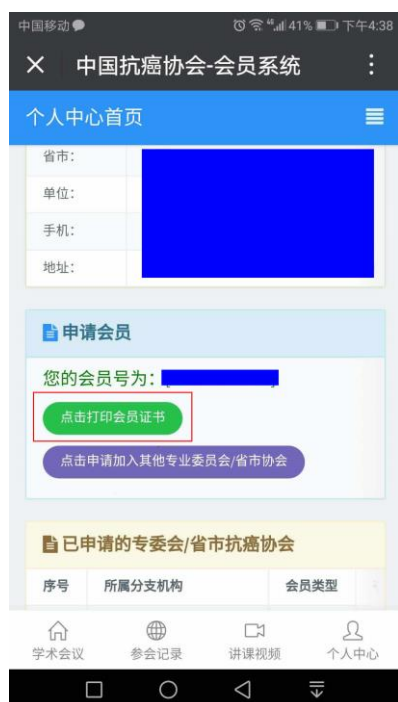 中国移动 41% 下午4:38
中国抗癌协会-会员系统
个人中心首页
省市:
单位:
手机:
地址:
申请会员
您的会员号为:
点击打印会员证书
点击申请加入其他专业委员会/省市协会
已申请的专委会/省市抗癌协会
序号 所属分支机构 会员类型
学术会议 参会记录 讲课视频 个人中心